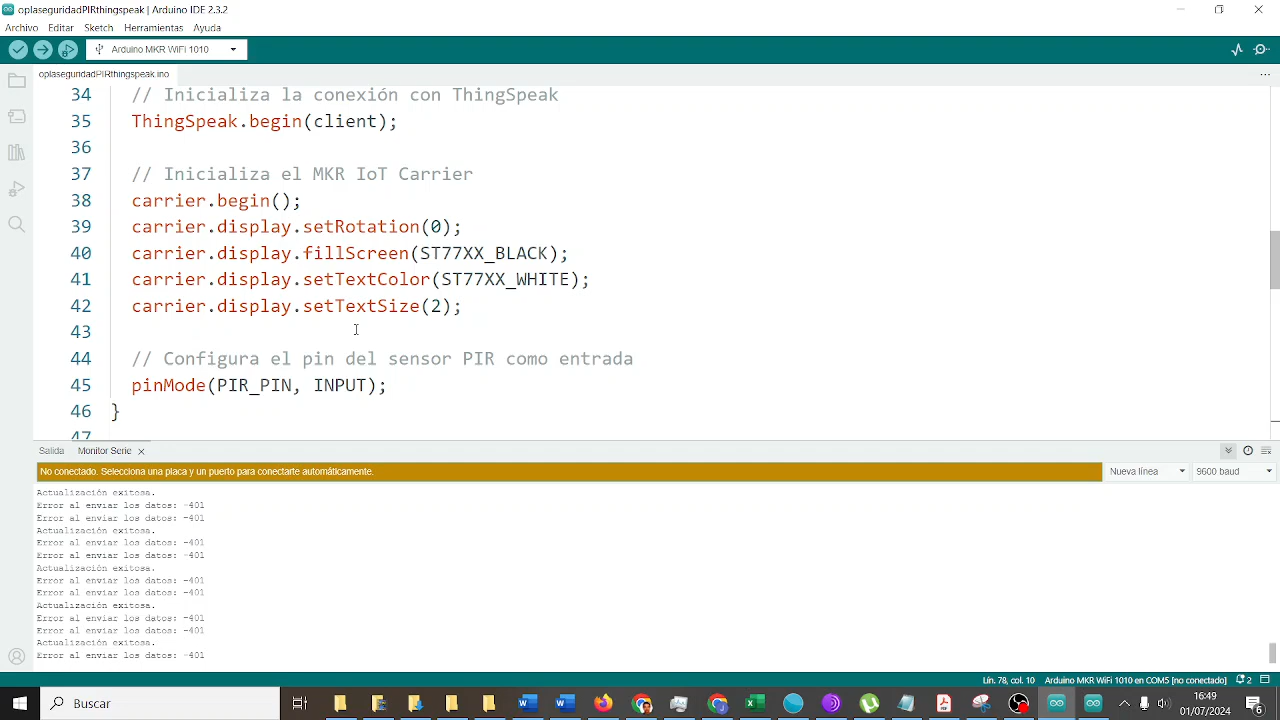 oplaseguridadPIRthingspeak | Arduino IDE 2.3.2
Archivo Editar Sketch Herramientas Ayuda
Arduino MKR WiFi 1010
oplaseguridadPIRthingspeak.ino
34 // Inicializa la conexión con ThingSpeak
35 ThingSpeak.begin(client);
36
37 // Inicializa el MKR IoT Carrier
38 carrier.begin();
39 carrier.display.setRotation(0);
40 carrier.display.fillScreen(ST77XX_BLACK);
41 carrier.display.setTextColor(ST77XX_WHITE);
42 carrier.display.setTextSize(2);
43
44 // Configura el pin del sensor PIR como entrada
45 pinMode(PIR_PIN, INPUT);
46 }
47
Salida Monitor Serie
No conectado. Selecciona una placa y un puerto para conectarte automáticamente.
Nueva línea 9600 baud
Actualización exitosa.
Error al enviar los datos: -401
Error al enviar los datos: -401
Actualización exitosa.
Error al enviar los datos: -401
Error al enviar los datos: -401
Actualización exitosa.
Error al enviar los datos: -401
Error al enviar los datos: -401
Actualización exitosa.
Error al enviar los datos: -401
Error al enviar los datos: -401
Actualización exitosa.
Error al enviar los datos: -401
Lín. 78, col. 10 Arduino MKR WiFi 1010 en COM5 [no conectado] 2
Buscar
16:49
01/07/2024
6